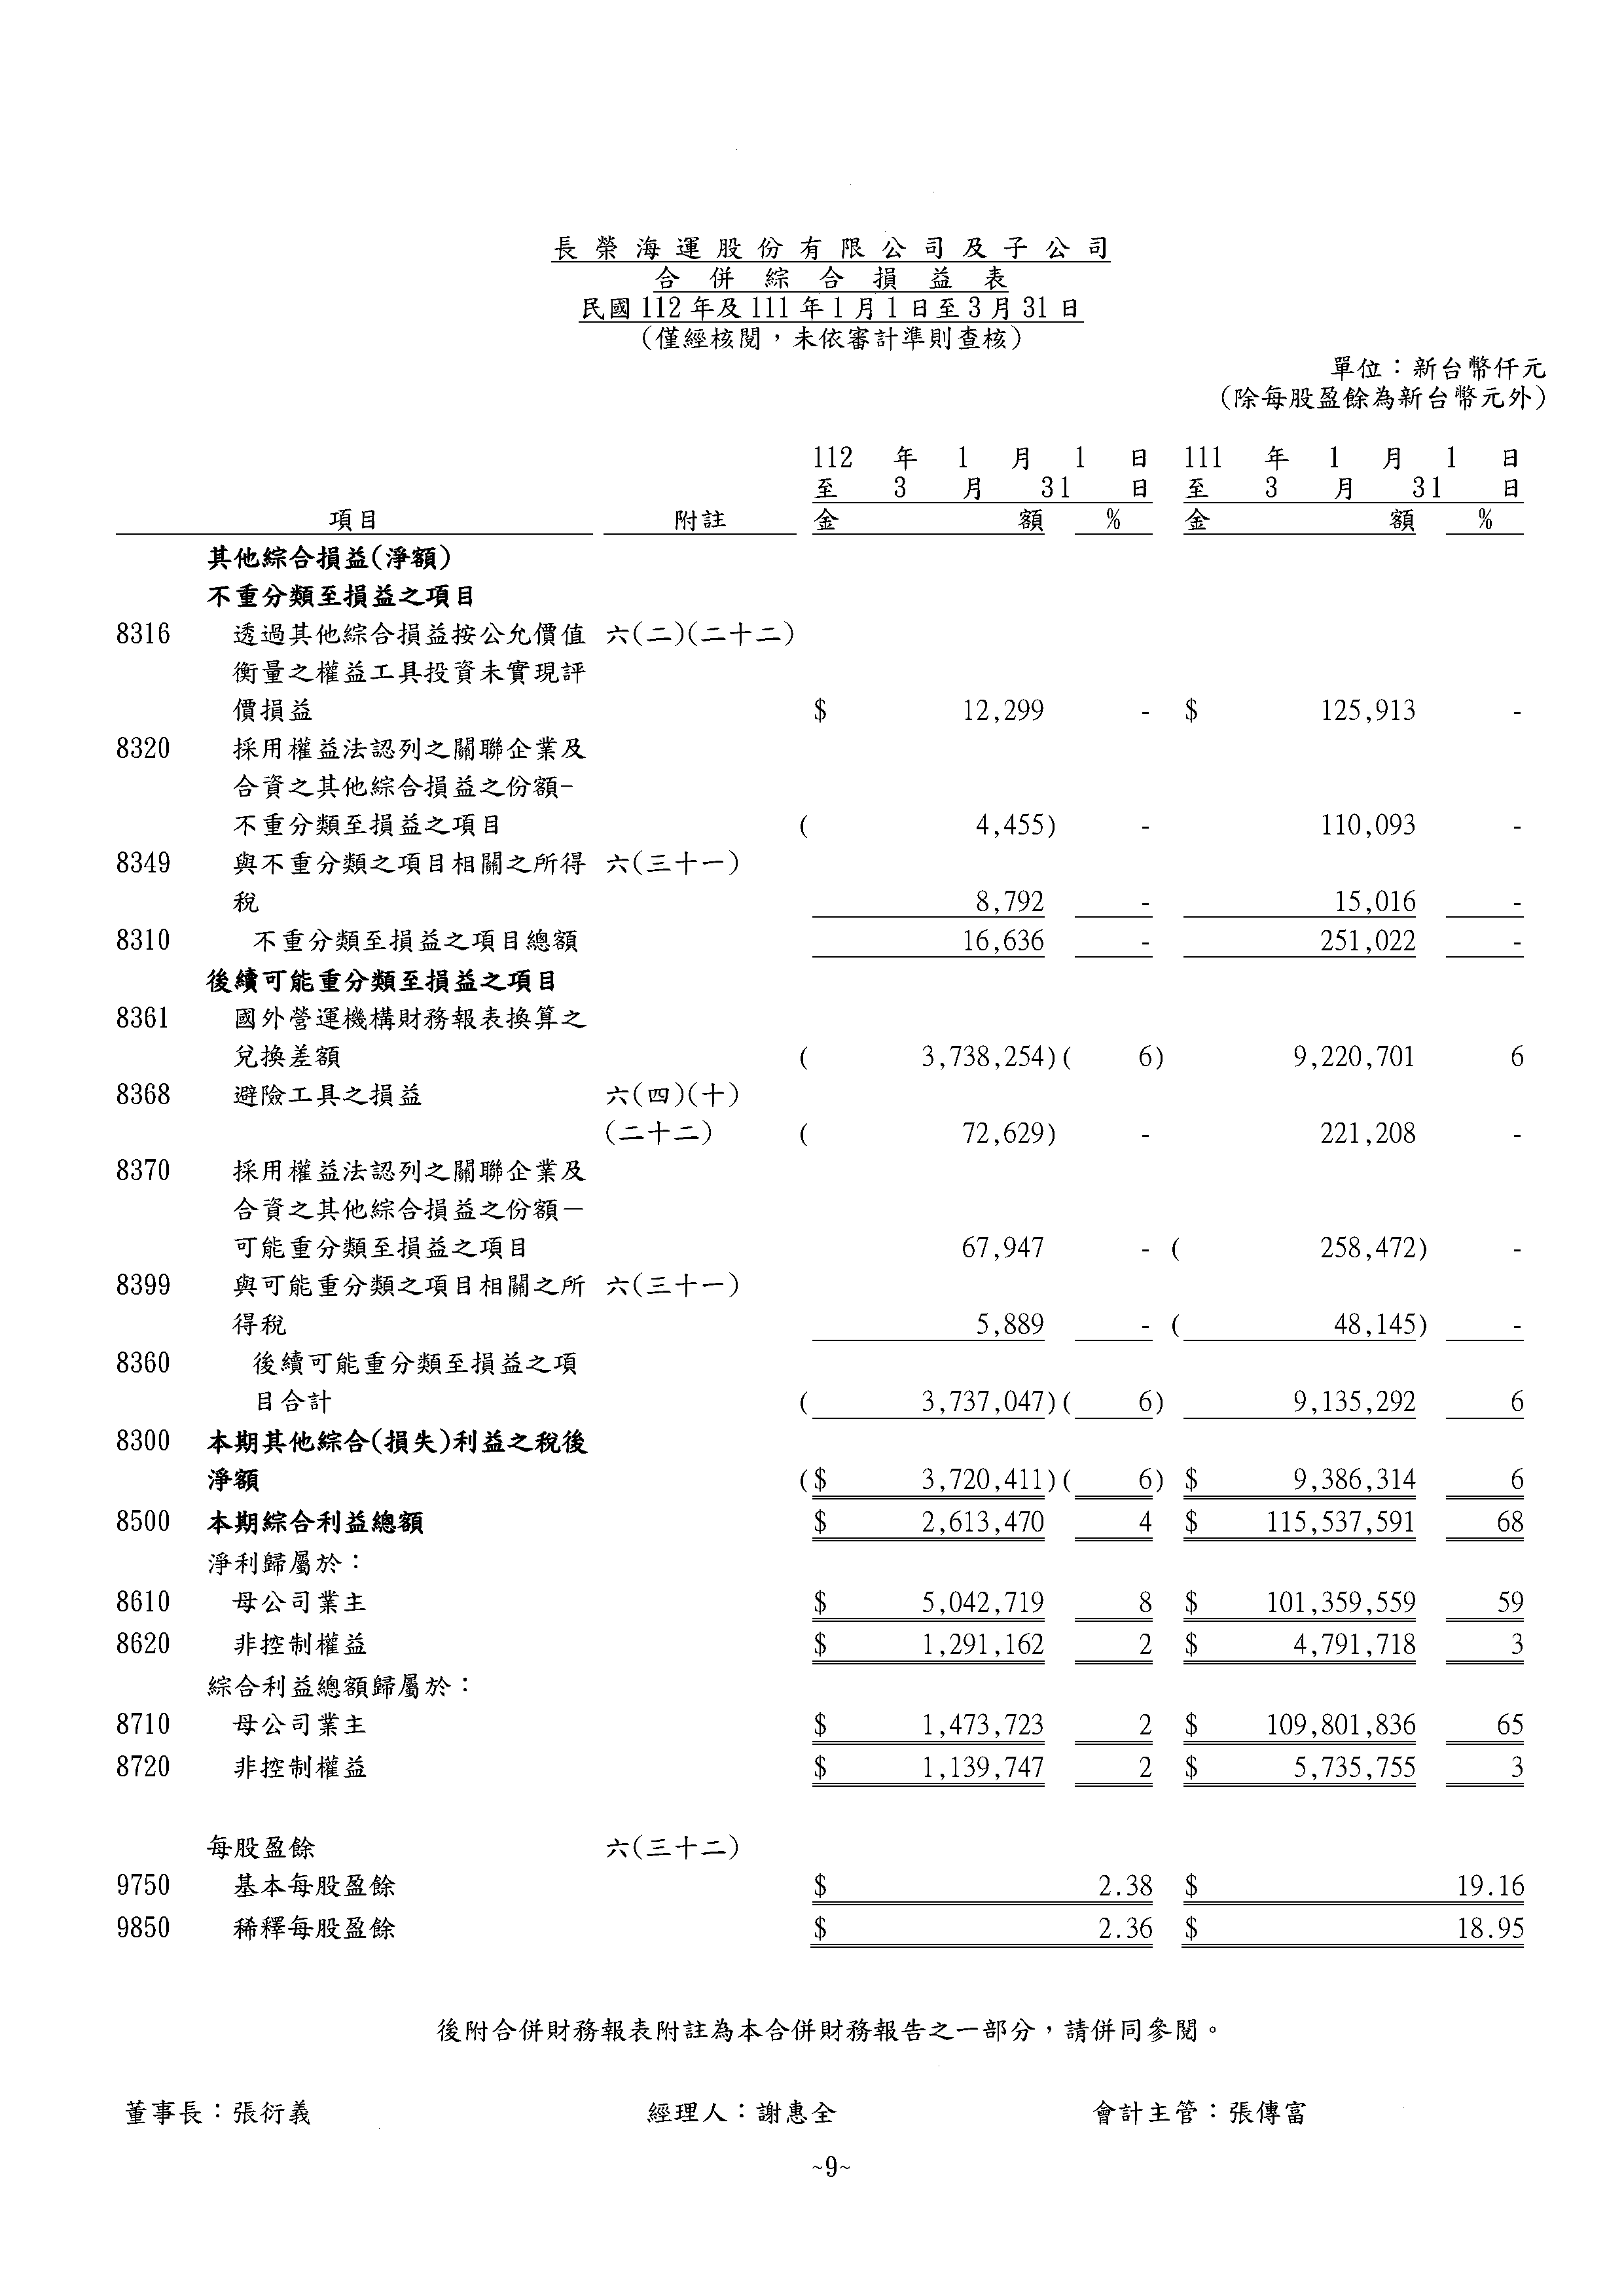 長榮海運股份有限公司及子公司
合併綜合損益表
民國112年及111年1月1日至3月31日
(僅經核閱，未依審計準則查核)
單位：新台幣仟元
(除每股盈餘為新台幣元外)
112 年 1 月 1 日 111 年 1 月 1 日
至 3 月 31 日 至 3 月 31 日
項目 附註 金 額 % 金 額 %
其他綜合損益(淨額)
不重分類至損益之項目
8316 透過其他綜合損益按公允價值 六(二)(二十二)
衡量之權益工具投資未實現評
價損益 $ 12,299 - $ 125,913 -
8320 採用權益法認列之關聯企業及
合資之其他綜合損益之份額-
不重分類至損益之項目 ( 4,455) - 110,093 -
8349 與不重分類之項目相關之所得 六(三十一)
稅 8,792 - 15,016 -
8310 不重分類至損益之項目總額 16,636 - 251,022 -
後續可能重分類至損益之項目
8361 國外營運機構財務報表換算之
兌換差額 ( 3,738,254) ( 6) 9,220,701 6
8368 避險工具之損益 六(四)(十)
(二十二) ( 72,629) - 221,208 -
8370 採用權益法認列之關聯企業及
合資之其他綜合損益之份額－
可能重分類至損益之項目 67,947 - ( 258,472) -
8399 與可能重分類之項目相關之所 六(三十一)
得稅 5,889 - ( 48,145) -
8360 後續可能重分類至損益之項
目合計 ( 3,737,047) ( 6) 9,135,292 6
8300 本期其他綜合(損失)利益之稅後
淨額 ($ 3,720,411) ( 6) $ 9,386,314 6
8500 本期綜合利益總額 $ 2,613,470 4 $ 115,537,591 68
淨利歸屬於：
8610 母公司業主 $ 5,042,719 8 $ 101,359,559 59
8620 非控制權益 $ 1,291,162 2 $ 4,791,718 3
綜合利益總額歸屬於：
8710 母公司業主 $ 1,473,723 2 $ 109,801,836 65
8720 非控制權益 $ 1,139,747 2 $ 5,735,755 3
每股盈餘 六(三十二)
9750 基本每股盈餘 $ 2.38 $ 19.16
9850 稀釋每股盈餘 $ 2.36 $ 18.95
後附合併財務報表附註為本合併財務報告之一部分，請併同參閱。
董事長：張衍義 經理人：謝惠全 會計主管：張傳富
~9~